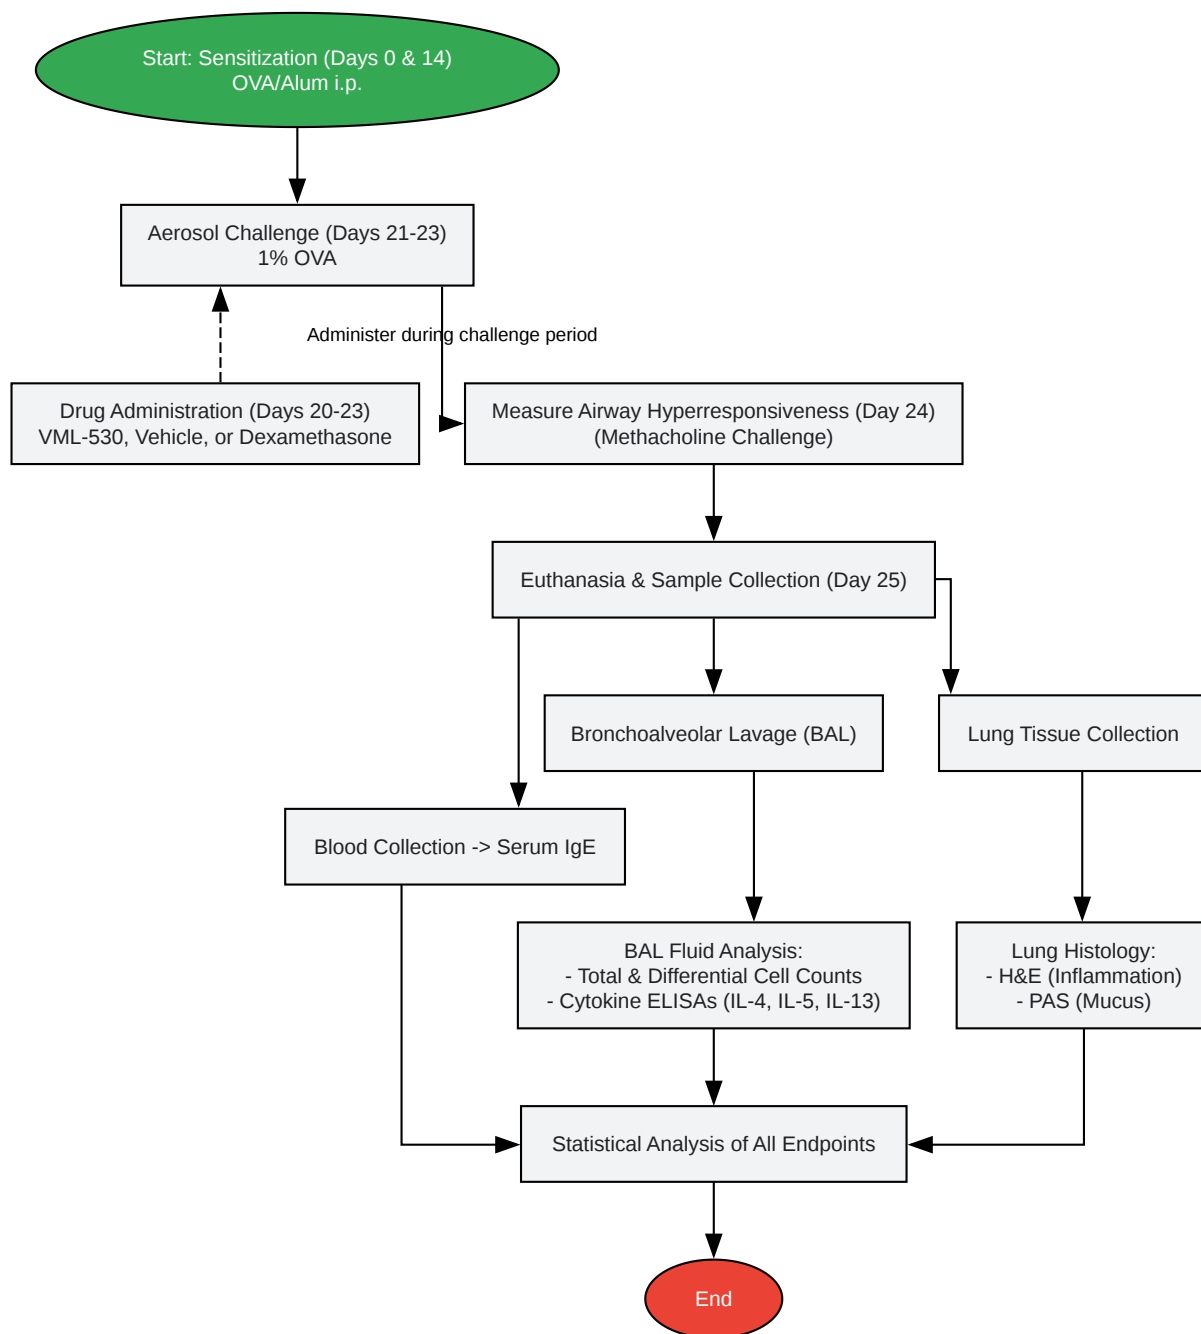 Start: Sensitization (Days 0 & 14)
OVA/Alum i.p.
Aerosol Challenge (Days 21-23)
1% OVA
Administer during challenge period
Drug Administration (Days 20-23)
VML-530, Vehicle, or Dexamethasone
Measure Airway Hyperresponsiveness (Day 24)
(Methacholine Challenge)
Euthanasia & Sample Collection (Day 25)
Bronchoalveolar Lavage (BAL)
Lung Tissue Collection
Blood Collection -> Serum IgE
BAL Fluid Analysis:
- Total & Differential Cell Counts
- Cytokine ELISAs (IL-4, IL-5, IL-13)
Lung Histology:
- H&E (Inflammation)
- PAS (Mucus)
Statistical Analysis of All Endpoints
End